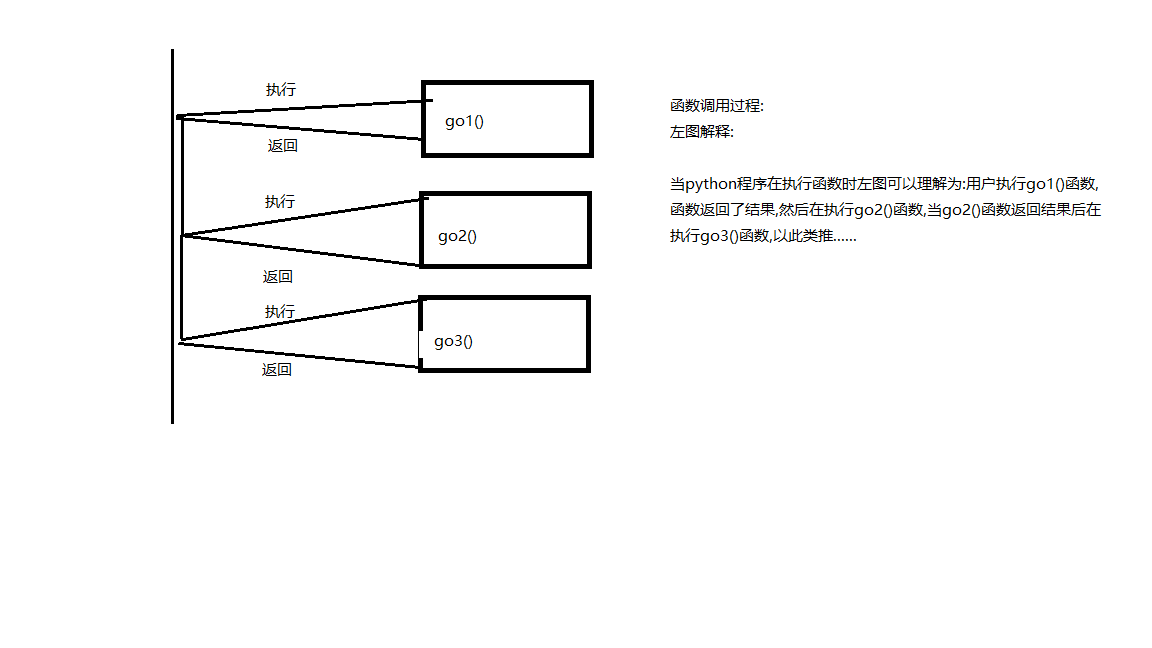 执行
go1()
返回
执行
go2()
返回
执行
go3()
返回
函数调用过程:
左图解释:
当python程序在执行函数时左图可以理解为:用户执行go1()函数,
函数返回了结果,然后在执行go2()函数,当go2()函数返回结果后在
执行go3()函数,以此类推......